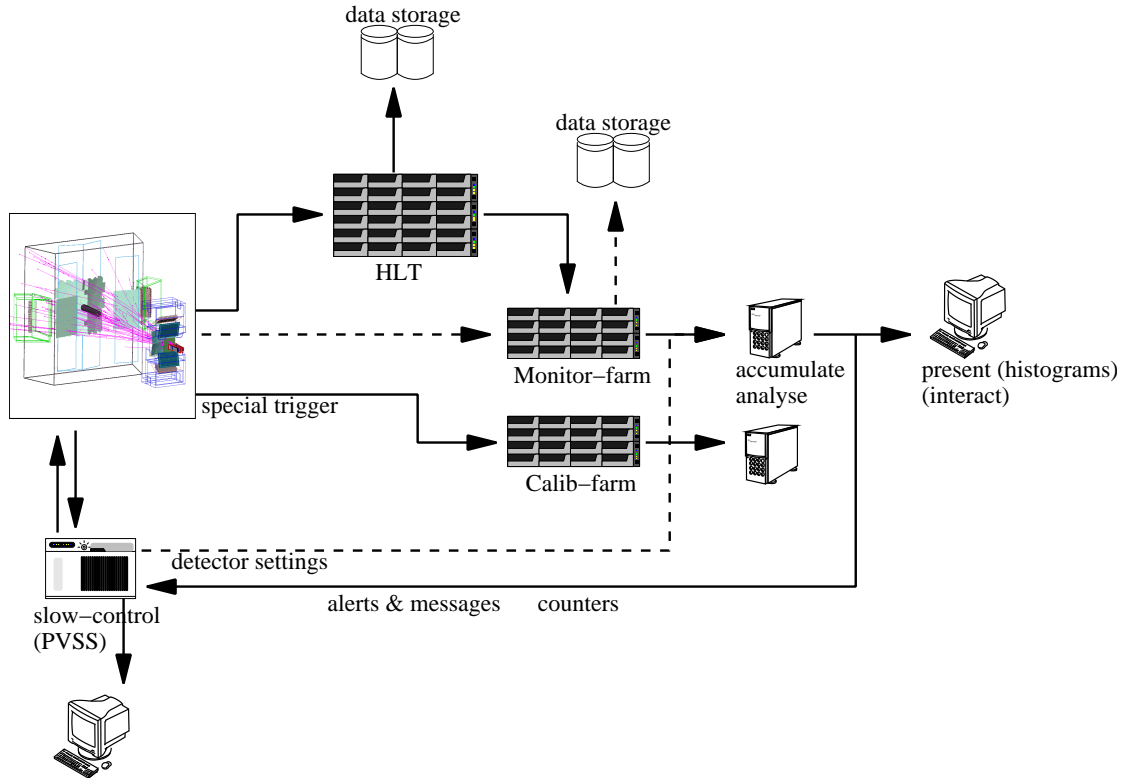 data storage
data storage
HLT
Monitor−farm
accumulate
analyse
present (histograms)
(interact)
special trigger
Calib−farm
detector settings
alerts & messages counters
slow−control
(PVSS)